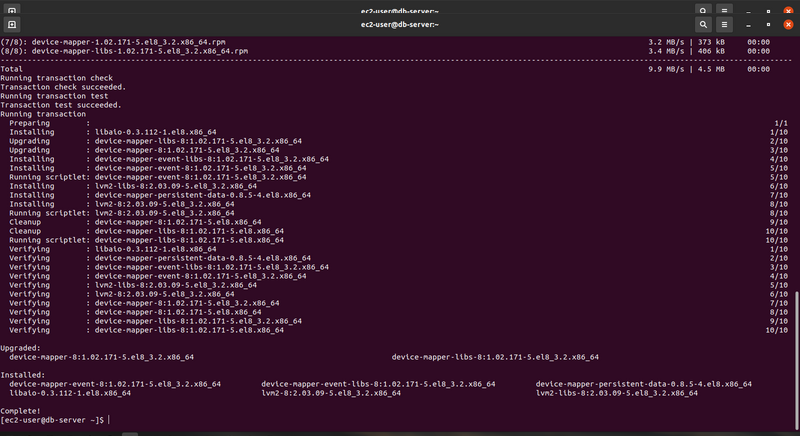 ec2-user@db-server:~
ec2-user@db-server:~
(7/8): device-mapper-1.02.171-5.el8_3.2.x86_64.rpm 3.2 MB/s | 373 kB 00:00
(8/8): device-mapper-libs-1.02.171-5.el8_3.2.x86_64.rpm 3.4 MB/s | 406 kB 00:00
--------------------------------------------------------------------------------
Total 9.9 MB/s | 4.5 MB 00:00
Running transaction check
Transaction check succeeded.
Running transaction test
Transaction test succeeded.
Running transaction
Preparing : 1/1
Installing : libaio-0.3.112-1.el8.x86_64 1/10
Upgrading : device-mapper-libs-8:1.02.171-5.el8_3.2.x86_64 2/10
Upgrading : device-mapper-8:1.02.171-5.el8_3.2.x86_64 3/10
Installing : device-mapper-event-libs-8:1.02.171-5.el8_3.2.x86_64 4/10
Installing : device-mapper-event-8:1.02.171-5.el8_3.2.x86_64 5/10
Running scriptlet: device-mapper-event-8:1.02.171-5.el8_3.2.x86_64 5/10
Installing : lvm2-libs-8:2.03.09-5.el8_3.2.x86_64 6/10
Installing : device-mapper-persistent-data-0.8.5-4.el8.x86_64 7/10
Installing : lvm2-8:2.03.09-5.el8_3.2.x86_64 8/10
Running scriptlet: lvm2-8:2.03.09-5.el8_3.2.x86_64 8/10
Cleanup : device-mapper-8:1.02.171-5.el8.x86_64 9/10
Cleanup : device-mapper-libs-8:1.02.171-5.el8.x86_64 10/10
Running scriptlet: device-mapper-libs-8:1.02.171-5.el8.x86_64 10/10
Verifying : libaio-0.3.112-1.el8.x86_64 1/10
Verifying : device-mapper-persistent-data-0.8.5-4.el8.x86_64 2/10
Verifying : device-mapper-event-libs-8:1.02.171-5.el8_3.2.x86_64 3/10
Verifying : device-mapper-event-8:1.02.171-5.el8_3.2.x86_64 4/10
Verifying : lvm2-libs-8:2.03.09-5.el8_3.2.x86_64 5/10
Verifying : lvm2-8:2.03.09-5.el8_3.2.x86_64 6/10
Verifying : device-mapper-8:1.02.171-5.el8_3.2.x86_64 7/10
Verifying : device-mapper-8:1.02.171-5.el8.x86_64 8/10
Verifying : device-mapper-libs-8:1.02.171-5.el8_3.2.x86_64 9/10
Verifying : device-mapper-libs-8:1.02.171-5.el8.x86_64 10/10
Upgraded:
device-mapper-8:1.02.171-5.el8_3.2.x86_64 device-mapper-libs-8:1.02.171-5.el8_3.2.x86_64
Installed:
device-mapper-event-8:1.02.171-5.el8_3.2.x86_64 device-mapper-event-libs-8:1.02.171-5.el8_3.2.x86_64 device-mapper-persistent-data-0.8.5-4.el8.x86_64
libaio-0.3.112-1.el8.x86_64 lvm2-8:2.03.09-5.el8_3.2.x86_64 lvm2-libs-8:2.03.09-5.el8_3.2.x86_64
Complete!
[ec2-user@db-server ~]$